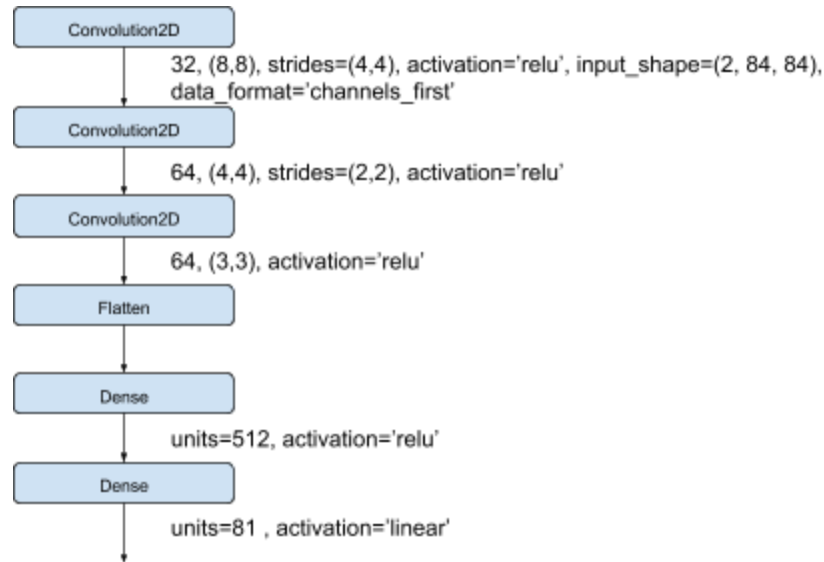 Convolution2D
32, (8,8), strides=(4,4), activation='relu', input_shape=(2, 84, 84),
data_format='channels_first'
Convolution2D
64, (4,4), strides=(2,2), activation='relu'
Convolution2D
64, (3,3), activation='relu'
Flatten
Dense
units=512, activation='relu'
Dense
units=81 , activation='linear'